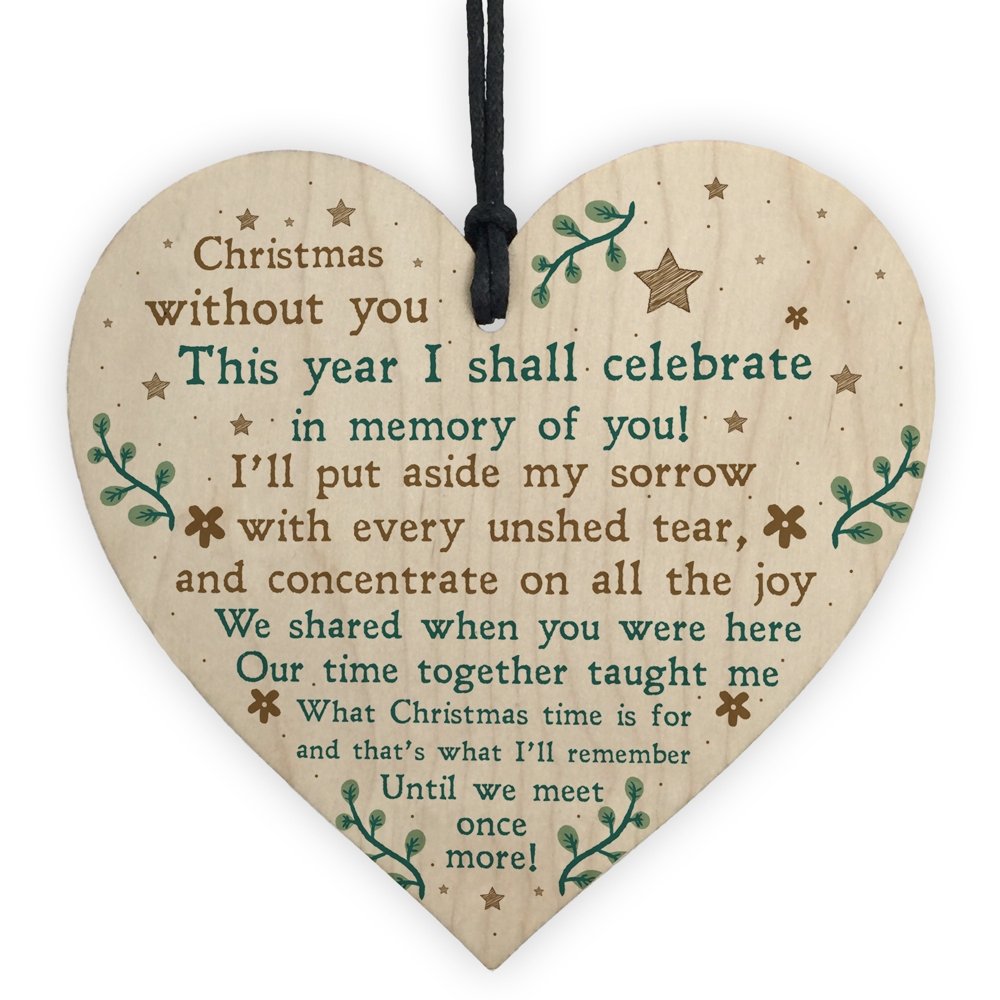 Christmas
without you
This year I shall celebrate
in memory of you!
I'll put aside my sorrow
with every unshed tear,
and concentrate on all the joy
We shared when you were here
Our time together taught me
What Christmas time is for
and that's what I'll remember
Until we meet
once
more!